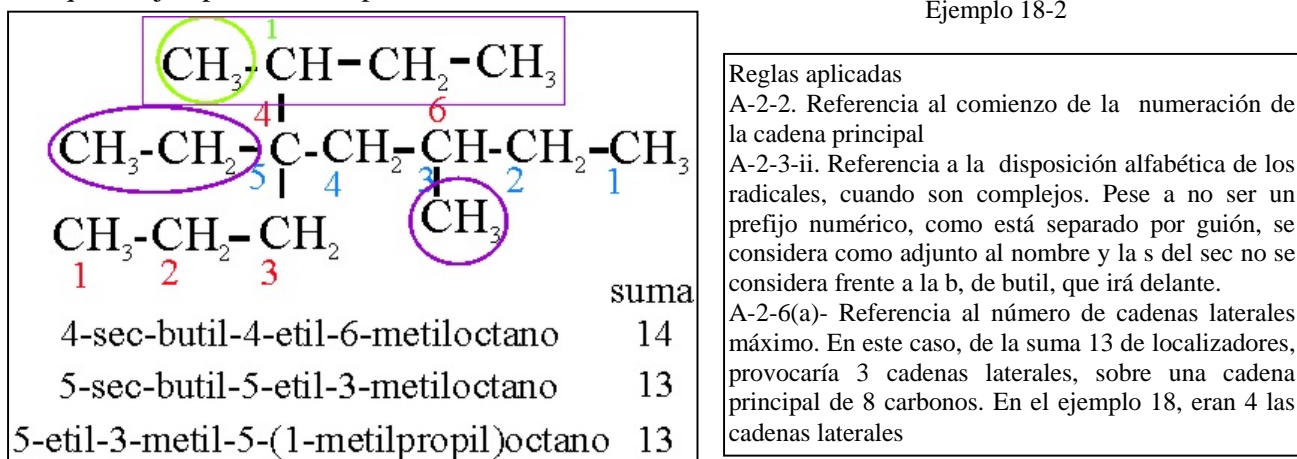 Ejemplo 18-2
1
CH₃-CH-CH₂-CH₃
4 6
CH₃-CH₂-C-CH₂-CH-CH₂-CH₃
5 4 3 2 1
CH₃
CH₃-CH₂-CH₂
1 2 3
suma
4-sec-butil-4-etil-6-metiloctano 14
5-sec-butil-5-etil-3-metiloctano 13
5-etil-3-metil-5-(1-metilpropil)octano 13
Reglas aplicadas
A-2-2. Referencia al comienzo de la numeración de
la cadena principal
A-2-3-ii. Referencia a la disposición alfabética de los
radicales, cuando son complejos. Pese a no ser un
prefijo numérico, como está separado por guión, se
considera como adjunto al nombre y la s del sec no se
considera frente a la b, de butil, que irá delante.
A-2-6(a)- Referencia al número de cadenas laterales
máximo. En este caso, de la suma 13 de localizadores,
provocaría 3 cadenas laterales, sobre una cadena
principal de 8 carbonos. En el ejemplo 18, eran 4 las
cadenas laterales